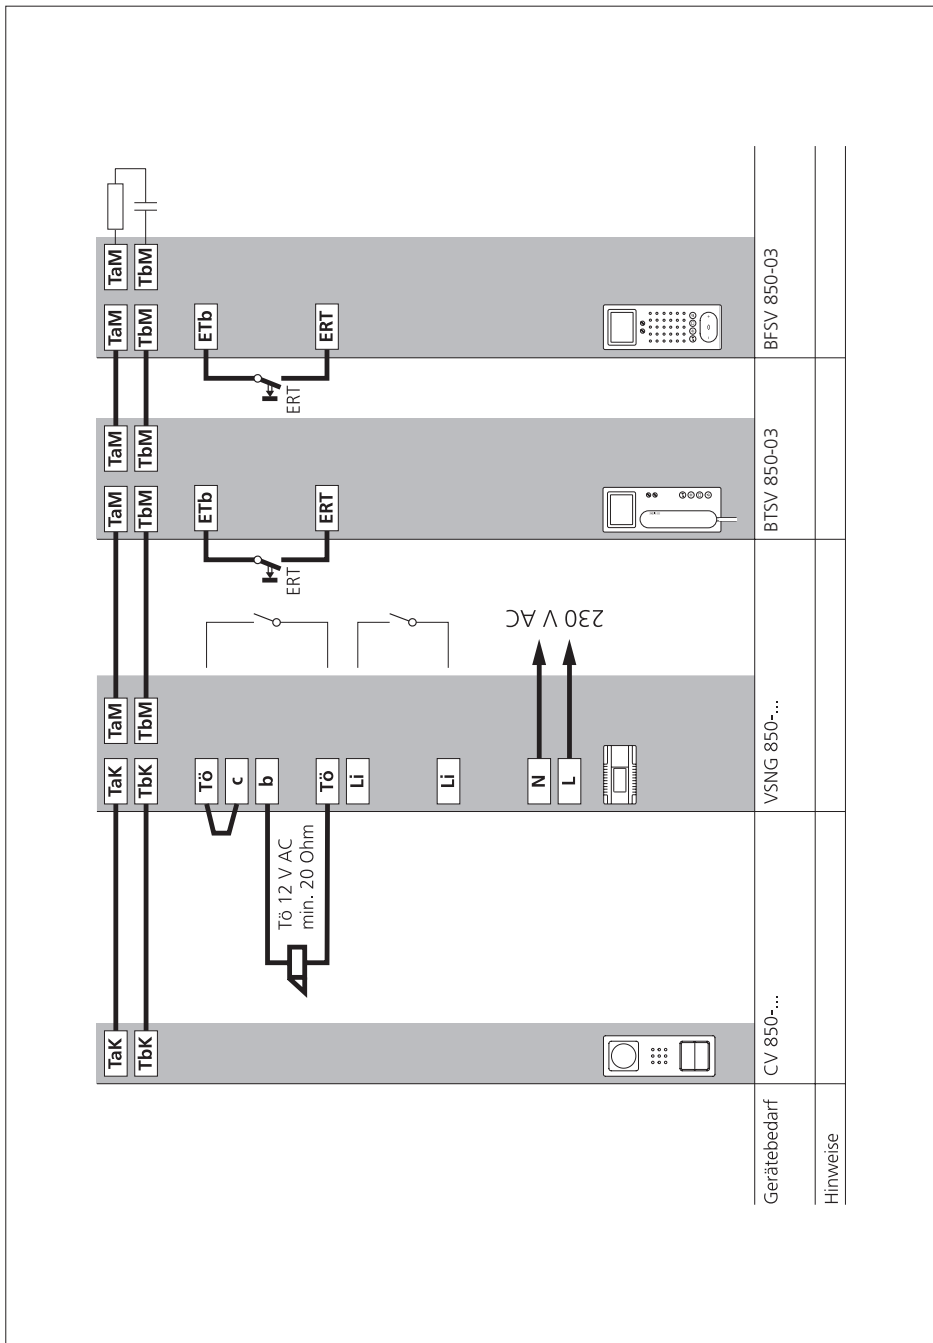 TaK
TbK
TaK
TbK
TaM
TbM
TaM
TbM
TaM
TbM
TaM
TbM
TaM
TbM
Tö
c
b
Tö
Li
Li
N
L
Tö 12 V AC
min. 20 Ohm
230 V AC
ETb
ERT
ERT
ETb
ERT
ERT
Gerätebedarf
CV 850-...
VSNG 850-...
BTSV 850-03
BFSV 850-03
Hinweise